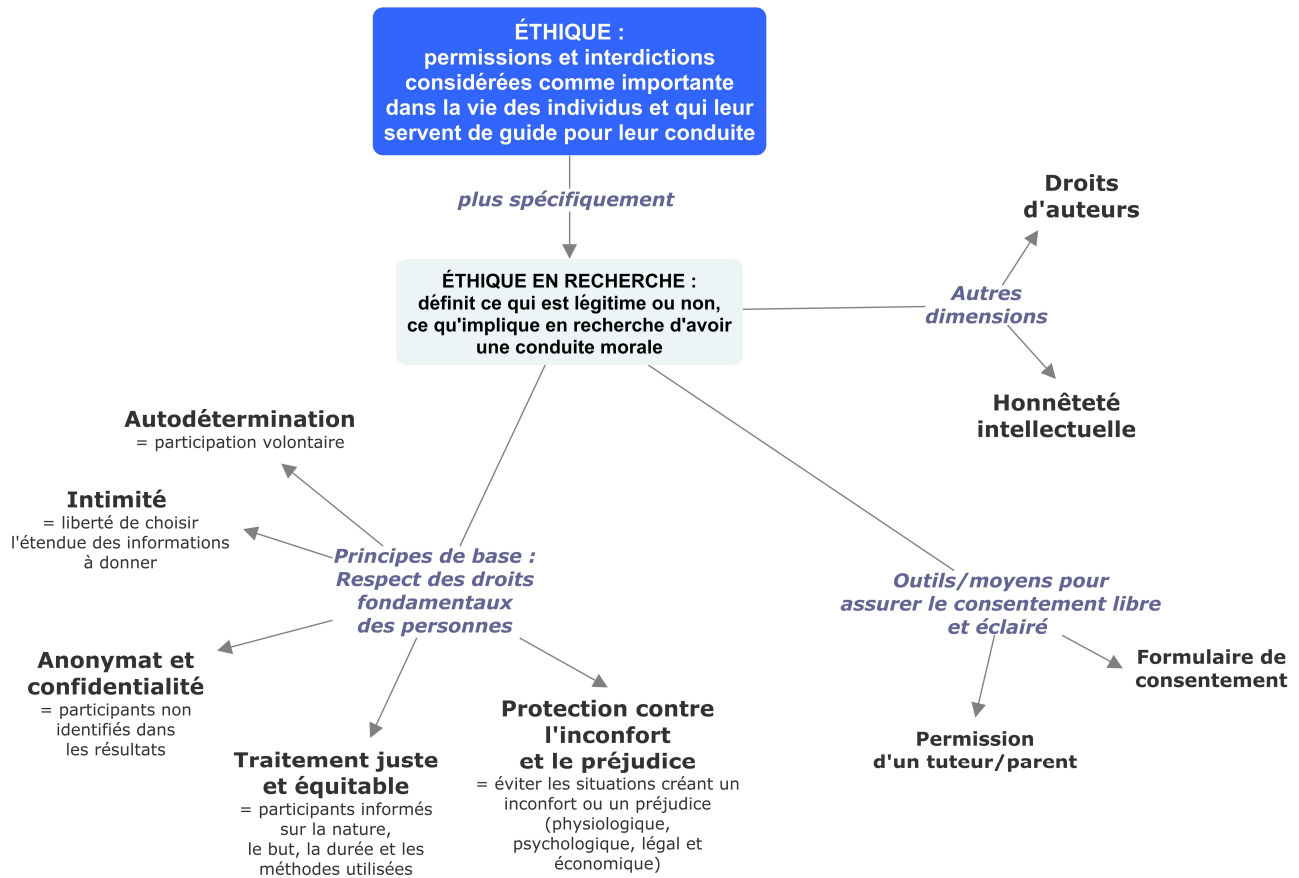 ÉTHIQUE :
permissions et interdictions
considérées comme importante
dans la vie des individus et qui leur
servent de guide pour leur conduite
plus spécifiquement
ÉTHIQUE EN RECHERCHE :
définit ce qui est légitime ou non,
ce qu'implique en recherche d'avoir
une conduite morale
Droits
d'auteurs
Autres
dimensions
Honnêteté
intellectuelle
Autodétermination
= participation volontaire
Intimité
= liberté de choisir
l'étendue des informations
à donner
Principes de base :
Respect des droits
fondamentaux
des personnes
Anonymat et
confidentialité
= participants non
identifiés dans
les résultats
Traitement juste
et équitable
= participants informés
sur la nature,
le but, la durée et les
méthodes utilisées
Protection contre
l'inconfort
et le préjudice
= éviter les situations créant un
inconfort ou un préjudice
(physiologique,
psychologique, légal et
économique)
Outils/moyens pour
assurer le consentement libre
et éclairé
Formulaire de
consentement
Permission
d'un tuteur/parent